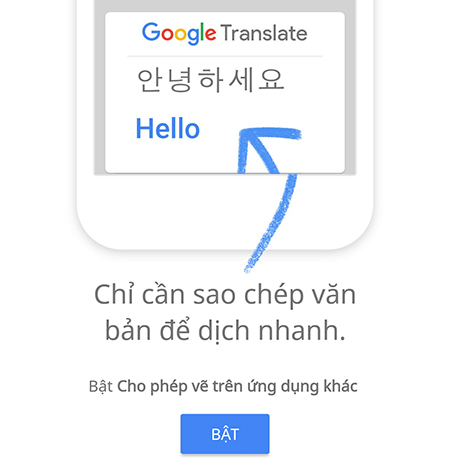 Google Translate
안녕하세요
Hello
Chỉ cần sao chép văn
bản để dịch nhanh.
Bật Cho phép vẽ trên ứng dụng khác
BẬT